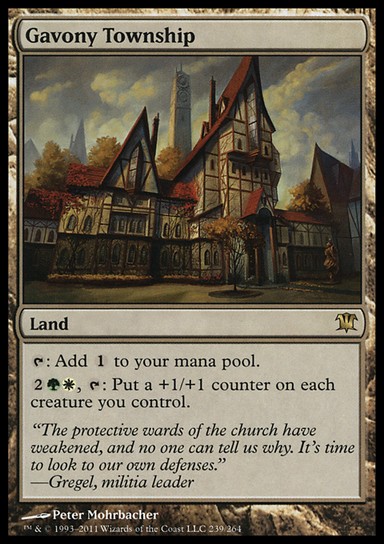 Gavony Township
Land
: Add 1 to your mana pool.
2, : Put a +1/+1 counter on each
creature you control.
“The protective wards of the church have
weakened, and no one can tell us why. It’s time
to look to our own defenses.”
—Gregel, militia leader
Peter Mohrbacher
™ & © 1993–2011 Wizards of the Coast LLC 239/264